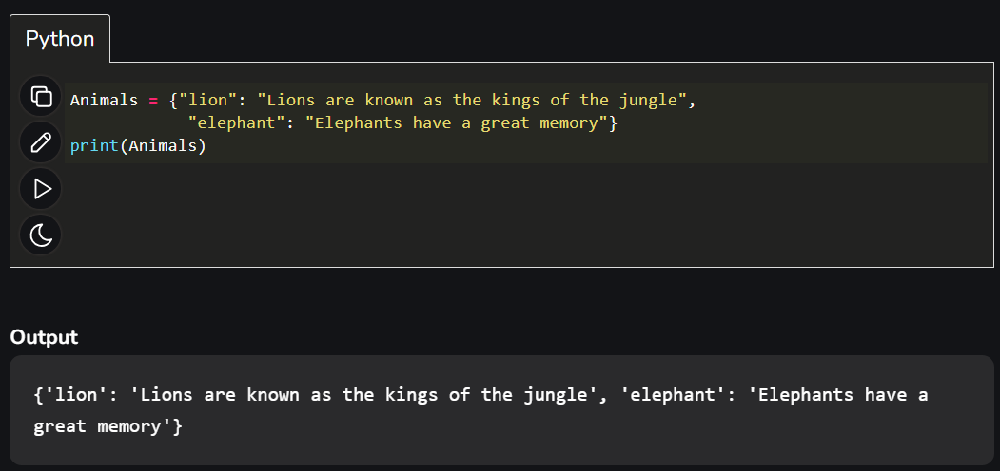 Python
Animals = {"lion": "Lions are known as the kings of the jungle",
"elephant": "Elephants have a great memory"}
print(Animals)
Output
{'lion': 'Lions are known as the kings of the jungle', 'elephant': 'Elephants have a
great memory'}